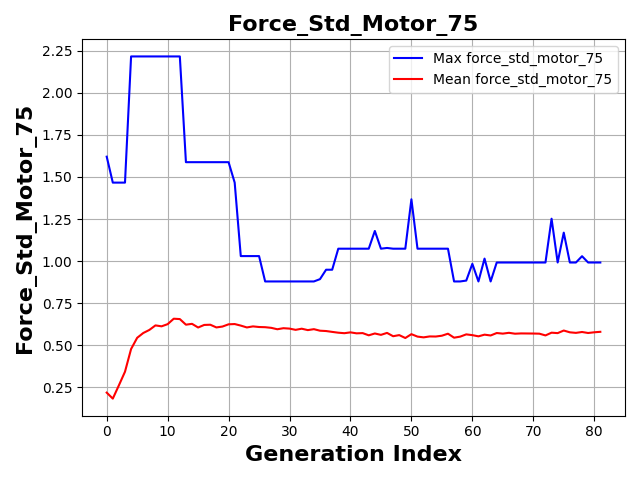 Force_Std_Motor_75
Max force_std_motor_75
Mean force_std_motor_75
Force_Std_Motor_75
2.25
2.00
1.75
1.50
1.25
1.00
0.75
0.50
0.25
0 10 20 30 40 50 60 70 80
Generation Index